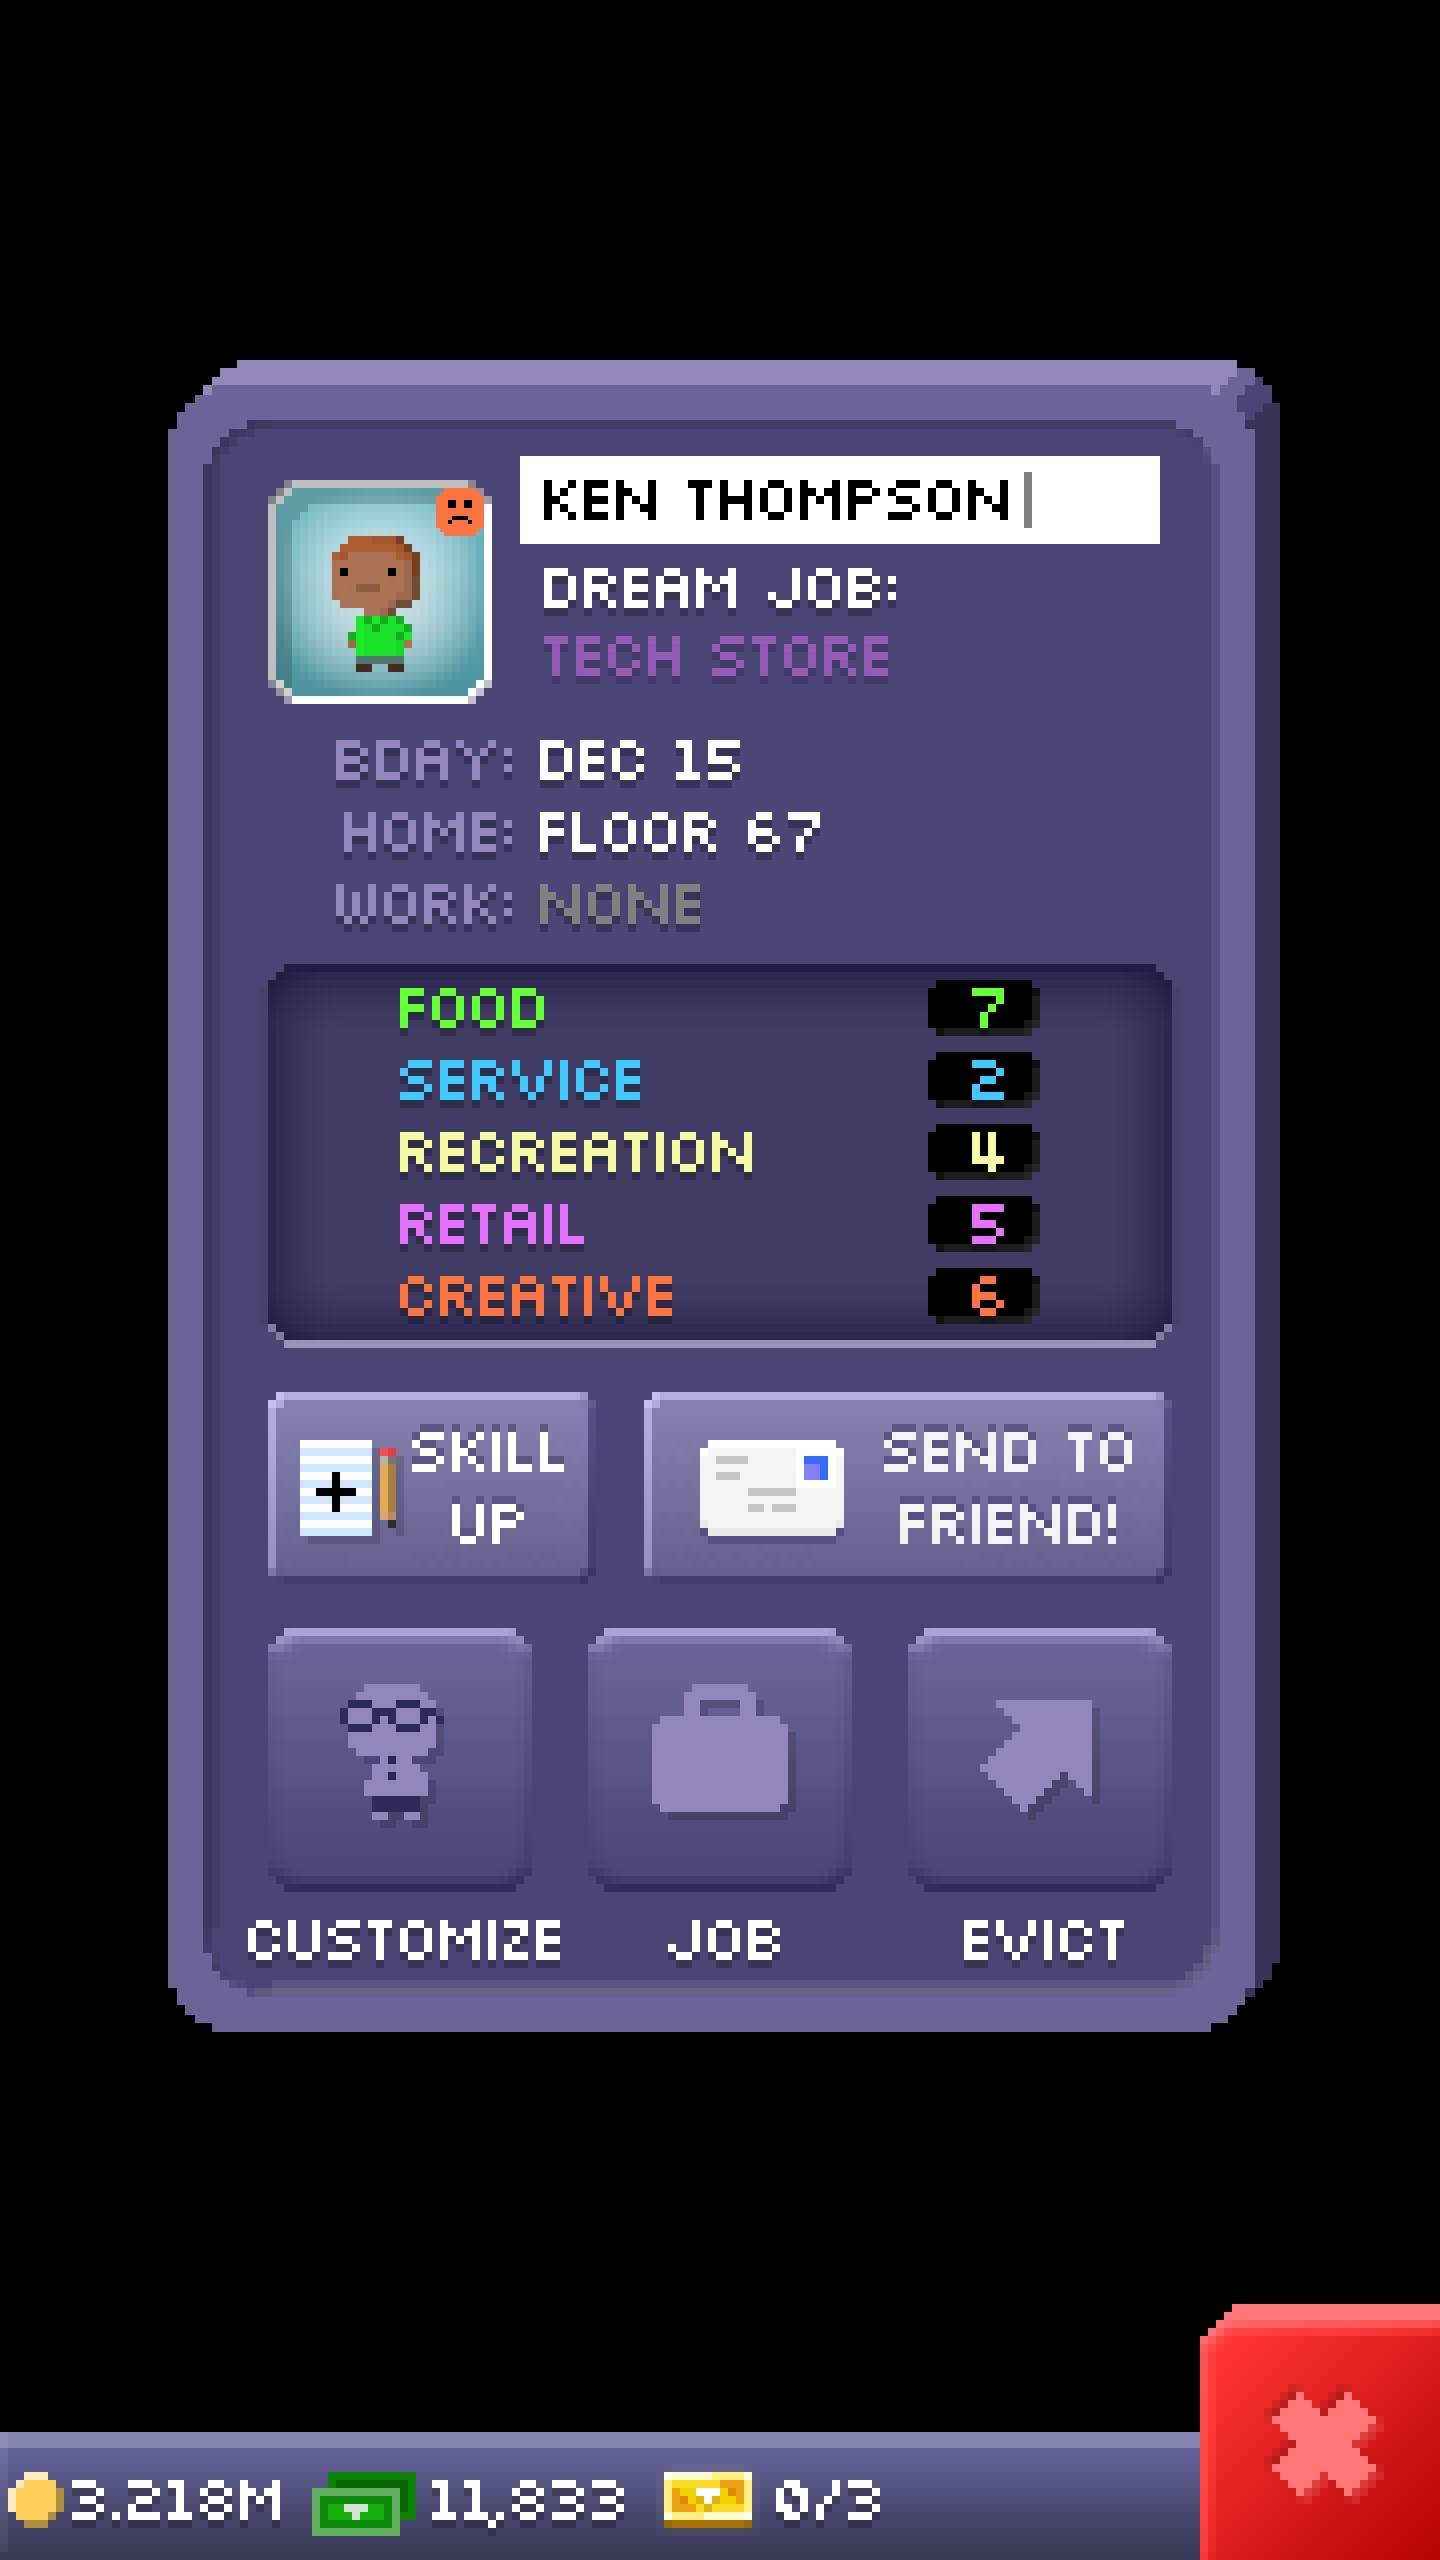 KEN THOMPSON
DREAM JOB:
TECH STORE
BDAY: DEC 15
HOME: FLOOR 67
WORK: NONE
FOOD 7
SERVICE 2
RECREATION 4
RETAIL 5
CREATIVE 6
SKILL UP
SEND TO FRIEND!
CUSTOMIZE JOB EVICT
3.218M 11,833 0/3